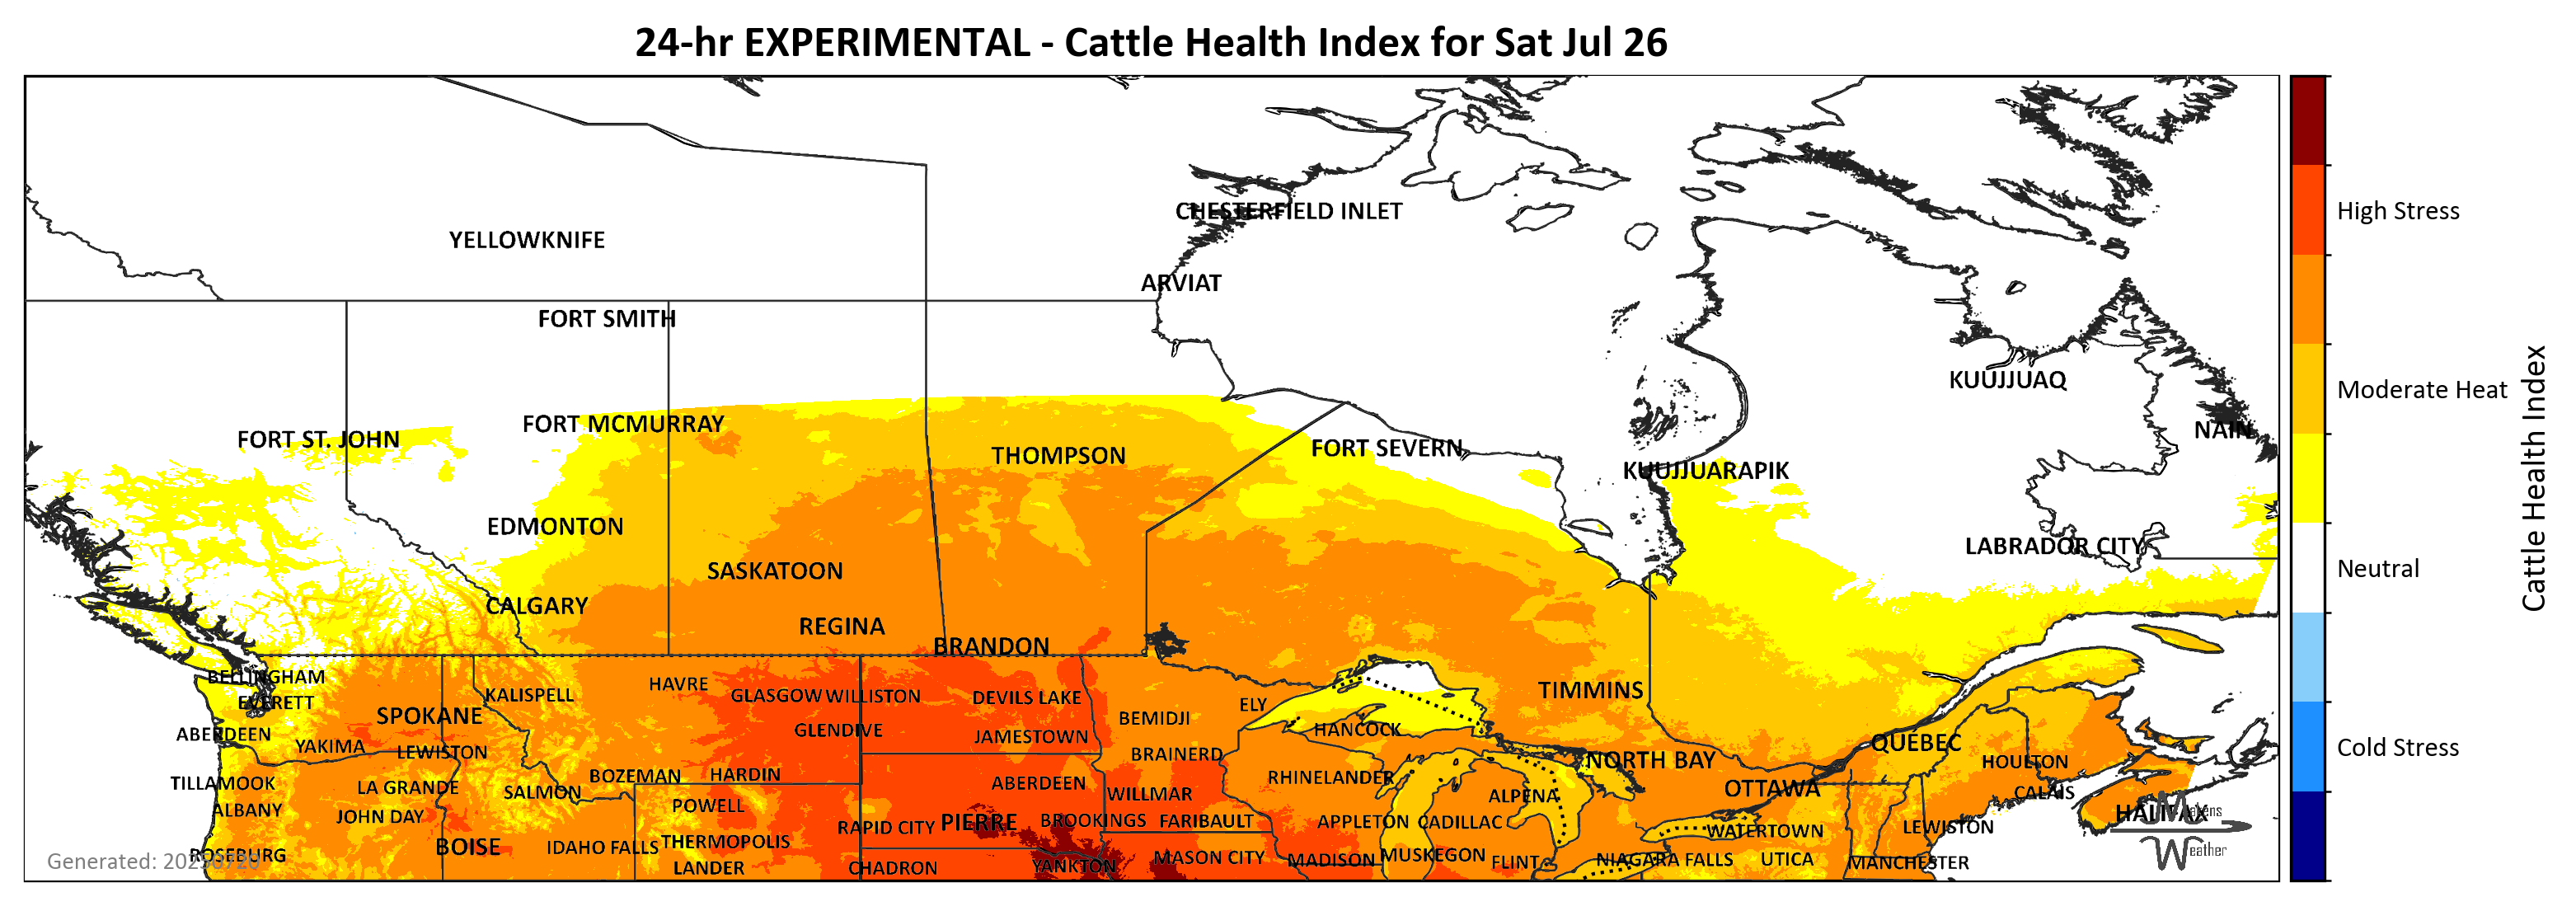 24-hr EXPERIMENTAL - Cattle Health Index for Sat Jul 26
CHESTERFIELD INLET
High Stress
YELLOWKNIFE
ARVIAT
FORT SMITH
KUUJJUAQ
Moderate Heat
FORT MCMURRAY
NAIN
FORT ST. JOHN
FORT SEVERN
THOMPSON
KUUJJUARAPIK
Cattle Health Index
EDMONTON
LABRADOR CITY
SASKATOON
Neutral
CALGARY
REGINA
BRANDON
BELLINGHAM
HAVRE
TIMMINS
KALISPELL
GLASGOW
WILLISTON
DEVILS LAKE
EVERETT
ELY
SPOKANE
BEMIDJI
ABERDEEN
GLENDIVE
HANCOCK
JAMESTOWN
QUEBEC
YAKIMA
LEWISTON
BRAINERD
Cold Stress
NORTH BAY
HOULTON
BOZEMAN
HARDIN
RHINELANDER
TILLAMOOK
LA GRANDE
ABERDEEN
OTTAWA
SALMON
WILLMAR
CALAIS
ALPENA
POWELL
ALBANY
JOHN DAY
HALIFAX
Makens
RAPID CITY
PIERRE
BROOKINGS
FARIBAULT
APPLETON
CADILLAC
WATERTOWN
LEWISTON
THERMOPOLIS
BOISE
IDAHO FALLS
Weather
ROSEBURG
MASON CITY
MADISON
MUSKEGON
FLINT
NIAGARA FALLS
UTICA
MANCHESTER
Generated: 20250720
LANDER
CHADRON
YANKTON